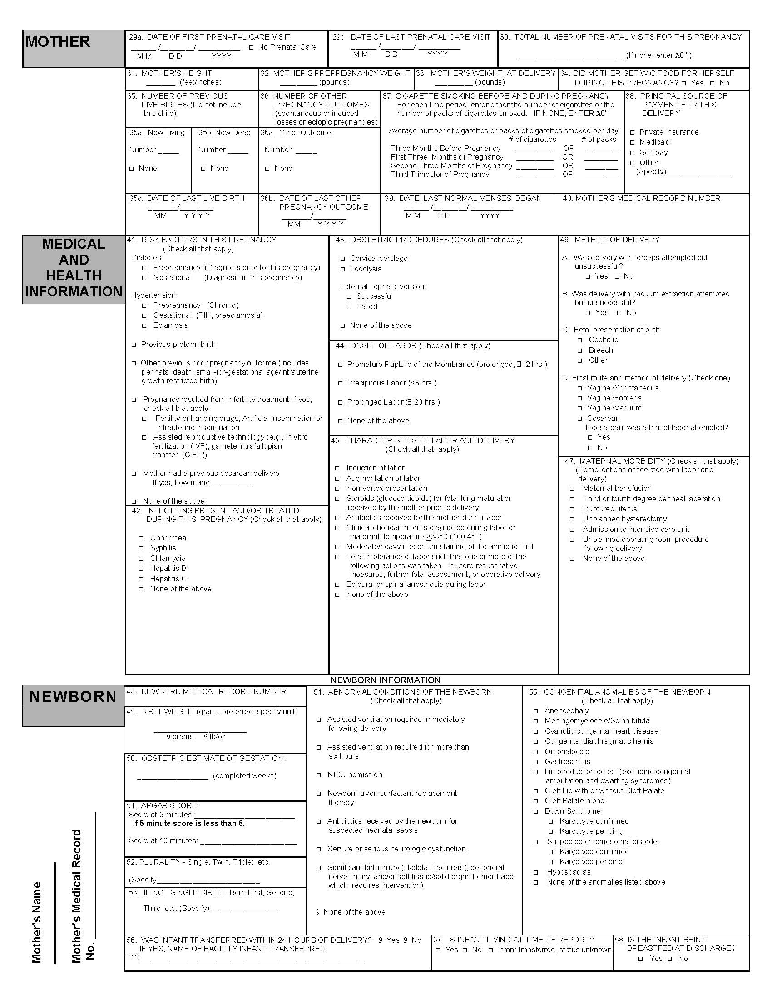 MOTHER
29a. DATE OF FIRST PRENATAL CARE VISIT
______ /________/ __________ □ No Prenatal Care
M M D D YYYY
29b. DATE OF LAST PRENATAL CARE VISIT
______ /________/ __________
M M D D YYYY
30. TOTAL NUMBER OF PRENATAL VISITS FOR THIS PREGNANCY
_________________________ (If none, enter A0".)
31. MOTHER'S HEIGHT
_______ (feet/inches)
32. MOTHER'S PREPREGNANCY WEIGHT
_________ (pounds)
33. MOTHER'S WEIGHT AT DELIVERY
_________ (pounds)
34. DID MOTHER GET WIC FOOD FOR HERSELF
DURING THIS PREGNANCY? □ Yes □ No
35. NUMBER OF PREVIOUS
LIVE BIRTHS (Do not include
this child)
35a. Now Living
Number _____
□ None
35b. Now Dead
Number _____
□ None
36. NUMBER OF OTHER
PREGNANCY OUTCOMES
(spontaneous or induced
losses or ectopic pregnancies)
36a. Other Outcomes
Number _____
□ None
37. CIGARETTE SMOKING BEFORE AND DURING PREGNANCY
For each time period, enter either the number of cigarettes or the
number of packs of cigarettes smoked. IF NONE, ENTER A0".
Average number of cigarettes or packs of cigarettes smoked per day.
# of cigarettes # of packs
Three Months Before Pregnancy _________ OR ________
First Three Months of Pregnancy _________ OR ________
Second Three Months of Pregnancy _________ OR ________
Third Trimester of Pregnancy _________ OR ________
38. PRINCIPAL SOURCE OF
PAYMENT FOR THIS
DELIVERY
□ Private Insurance
□ Medicaid
□ Self-pay
□ Other
(Specify) _______________
35c. DATE OF LAST LIVE BIRTH
_______/________
MM Y Y Y Y
36b. DATE OF LAST OTHER
PREGNANCY OUTCOME
_______/________
MM Y Y Y Y
39. DATE LAST NORMAL MENSES BEGAN
______ /________/ __________
M M D D YYYY
40. MOTHER'S MEDICAL RECORD NUMBER
MEDICAL
AND
HEALTH
INFORMATION
41. RISK FACTORS IN THIS PREGNANCY
(Check all that apply)
Diabetes
□ Prepregnancy (Diagnosis prior to this pregnancy)
□ Gestational (Diagnosis in this pregnancy)
Hypertension
□ Prepregnancy (Chronic)
□ Gestational (PIH, preeclampsia)
□ Eclampsia
□ Previous preterm birth
□ Other previous poor pregnancy outcome (Includes
perinatal death, small-for-gestational age/intrauterine
growth restricted birth)
□ Pregnancy resulted from infertility treatment-If yes,
check all that apply:
□ Fertility-enhancing drugs, Artificial insemination or
Intrauterine insemination
□ Assisted reproductive technology (e.g., in vitro
fertilization (IVF), gamete intrafallopian
transfer (GIFT))
□ Mother had a previous cesarean delivery
If yes, how many __________
□ None of the above
42. INFECTIONS PRESENT AND/OR TREATED
DURING THIS PREGNANCY (Check all that apply)
□ Gonorrhea
□ Syphilis
□ Chlamydia
□ Hepatitis B
□ Hepatitis C
□ None of the above
43. OBSTETRIC PROCEDURES (Check all that apply)
□ Cervical cerclage
□ Tocolysis
External cephalic version:
□ Successful
□ Failed
□ None of the above
44. ONSET OF LABOR (Check all that apply)
□ Premature Rupture of the Membranes (prolonged, ∃12 hrs.)
□ Precipitous Labor (<3 hrs.)
□ Prolonged Labor (∃ 20 hrs.)
□ None of the above
45. CHARACTERISTICS OF LABOR AND DELIVERY
(Check all that apply)
□ Induction of labor
□ Augmentation of labor
□ Non-vertex presentation
□ Steroids (glucocorticoids) for fetal lung maturation
received by the mother prior to delivery
□ Antibiotics received by the mother during labor
□ Clinical chorioamnionitis diagnosed during labor or
maternal temperature ≥38°C (100.4°F)
□ Moderate/heavy meconium staining of the amniotic fluid
□ Fetal intolerance of labor such that one or more of the
following actions was taken: in-utero resuscitative
measures, further fetal assessment, or operative delivery
□ Epidural or spinal anesthesia during labor
□ None of the above
46. METHOD OF DELIVERY
A. Was delivery with forceps attempted but
unsuccessful?
□ Yes □ No
B. Was delivery with vacuum extraction attempted
but unsuccessful?
□ Yes □ No
C. Fetal presentation at birth
□ Cephalic
□ Breech
□ Other
D. Final route and method of delivery (Check one)
□ Vaginal/Spontaneous
□ Vaginal/Forceps
□ Vaginal/Vacuum
□ Cesarean
If cesarean, was a trial of labor attempted?
□ Yes
□ No
47. MATERNAL MORBIDITY (Check all that apply)
(Complications associated with labor and
delivery)
□ Maternal transfusion
□ Third or fourth degree perineal laceration
□ Ruptured uterus
□ Unplanned hysterectomy
□ Admission to intensive care unit
□ Unplanned operating room procedure
following delivery
□ None of the above
NEWBORN INFORMATION
NEWBORN
48. NEWBORN MEDICAL RECORD NUMBER
49. BIRTHWEIGHT (grams preferred, specify unit)
______________________
9 grams 9 lb/oz
50. OBSTETRIC ESTIMATE OF GESTATION:
_________________ (completed weeks)
51. APGAR SCORE:
Score at 5 minutes:________________________
If 5 minute score is less than 6,
Score at 10 minutes: _______________________
52. PLURALITY - Single, Twin, Triplet, etc.
(Specify)________________________
53. IF NOT SINGLE BIRTH - Born First, Second,
Third, etc. (Specify) ________________
54. ABNORMAL CONDITIONS OF THE NEWBORN
(Check all that apply)
□ Assisted ventilation required immediately
following delivery
□ Assisted ventilation required for more than
six hours
□ NICU admission
□ Newborn given surfactant replacement
therapy
□ Antibiotics received by the newborn for
suspected neonatal sepsis
□ Seizure or serious neurologic dysfunction
□ Significant birth injury (skeletal fracture(s), peripheral
nerve injury, and/or soft tissue/solid organ hemorrhage
which requires intervention)
9 None of the above
55. CONGENITAL ANOMALIES OF THE NEWBORN
(Check all that apply)
□ Anencephaly
□ Meningomyelocele/Spina bifida
□ Cyanotic congenital heart disease
□ Congenital diaphragmatic hernia
□ Omphalocele
□ Gastroschisis
□ Limb reduction defect (excluding congenital
amputation and dwarfing syndromes)
□ Cleft Lip with or without Cleft Palate
□ Cleft Palate alone
□ Down Syndrome
□ Karyotype confirmed
□ Karyotype pending
□ Suspected chromosomal disorder
□ Karyotype confirmed
□ Karyotype pending
□ Hypospadias
□ None of the anomalies listed above
56. WAS INFANT TRANSFERRED WITHIN 24 HOURS OF DELIVERY? 9 Yes 9 No
IF YES, NAME OF FACILITY INFANT TRANSFERRED
TO:______________________________________________________
57. IS INFANT LIVING AT TIME OF REPORT?
□ Yes □ No □ Infant transferred, status unknown
58. IS THE INFANT BEING
BREASTFED AT DISCHARGE?
□ Yes □ No
Mother's Name
________________
Mother's Medical Record
No. ____________________